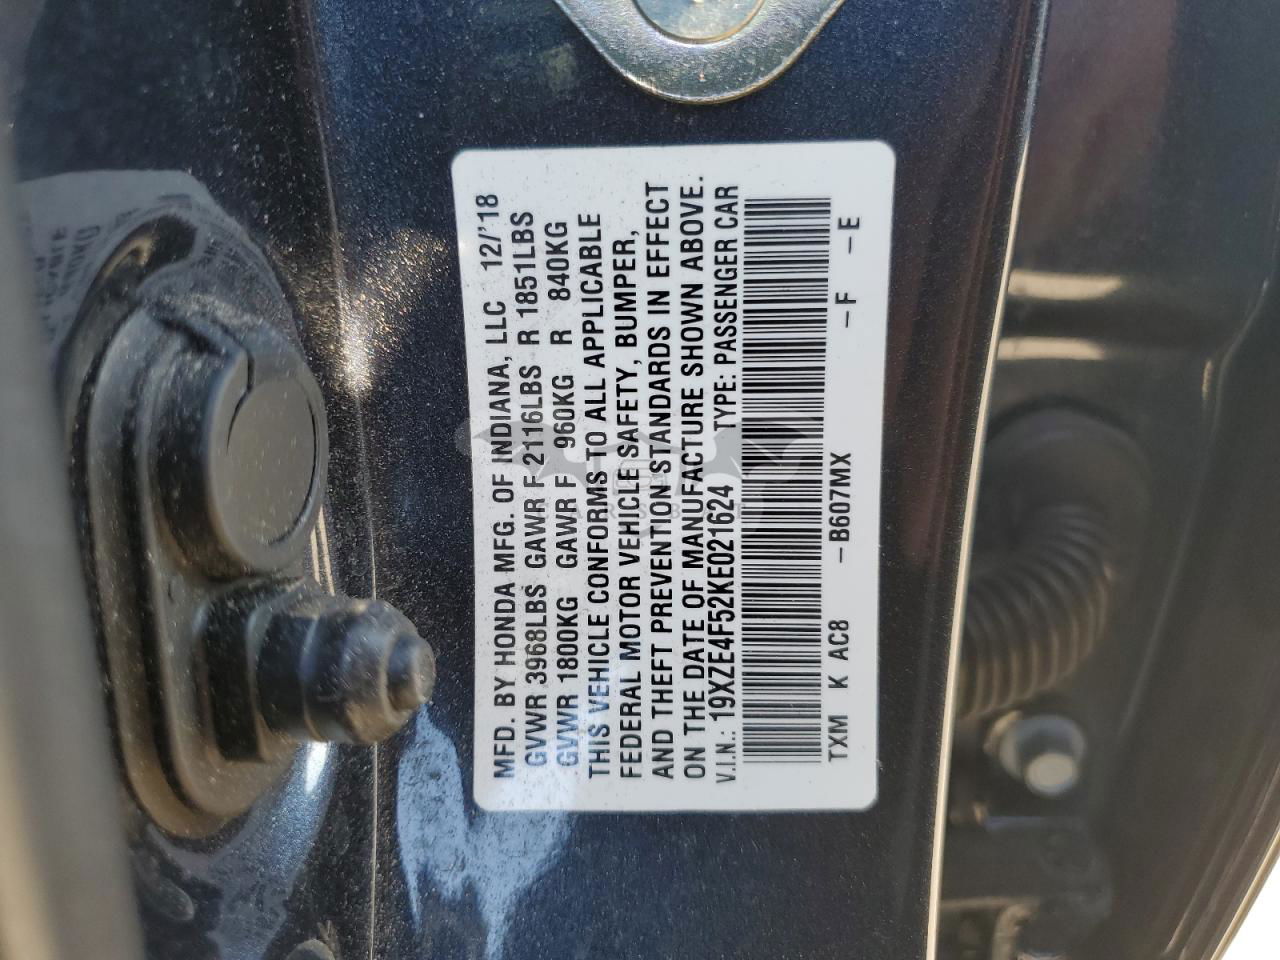 MFD. BY HONDA MFG. OF INDIANA, LLC 12/'18
GVWR 3968LBS GAWR F 2116LBS R 1851LBS
GVWR 1800KG GAWR F 960KG R 840KG
THIS VEHICLE CONFORMS TO ALL APPLICABLE
FEDERAL MOTOR VEHICLE SAFETY, BUMPER,
AND THEFT PREVENTION STANDARDS IN EFFECT
ON THE DATE OF MANUFACTURE SHOWN ABOVE.
V.I.N.: 19XZE4F52KE021624 TYPE: PASSENGER CAR
TXM K AC8 -B607MX -F -E